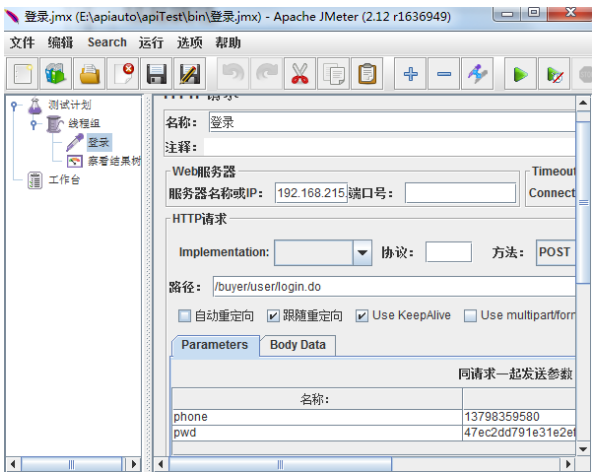 登录.jmx (E:\apiauto\apiTest\bin\登录.jmx) - Apache JMeter (2.12 r1636949)
文件 编辑 Search 运行 选项 帮助
测试计划
线程组
登录
察看结果树
工作台
HTTP 请求
名称: 登录
注释:
Web服务器
Timeout
服务器名称或IP: 192.168.215. 端口号:
Connect
HTTP请求
Implementation: 协议: 方法: POST
路径: /buyer/user/login.do
自动重定向 跟随重定向 Use KeepAlive Use multipart/form
Parameters Body Data
同请求一起发送参数
名称:
phone 13798359580
pwd 47ec2dd791e31e2ef